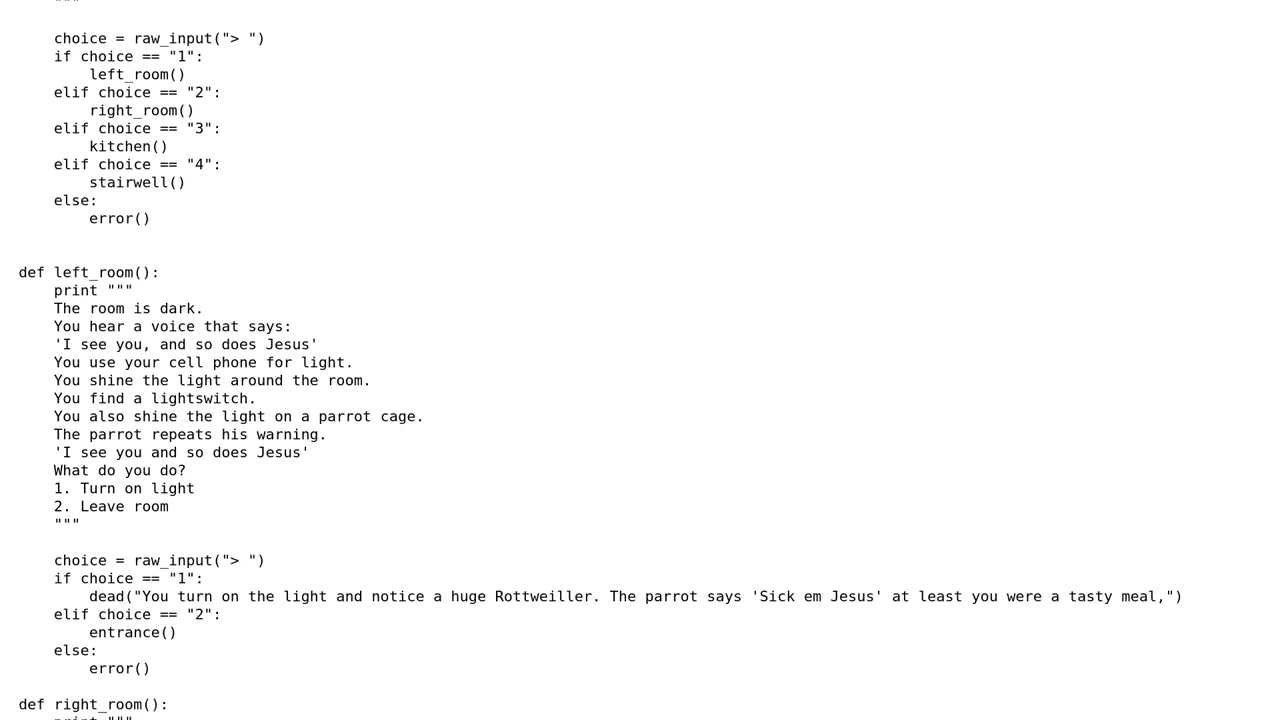 """
choice = raw_input("> ")
if choice == "1":
left_room()
elif choice == "2":
right_room()
elif choice == "3":
kitchen()
elif choice == "4":
stairwell()
else:
error()
def left_room():
print """
The room is dark.
You hear a voice that says:
'I see you, and so does Jesus'
You use your cell phone for light.
You shine the light around the room.
You find a lightswitch.
You also shine the light on a parrot cage.
The parrot repeats his warning.
'I see you and so does Jesus'
What do you do?
1. Turn on light
2. Leave room
"""
choice = raw_input("> ")
if choice == "1":
dead("You turn on the light and notice a huge Rottweiller. The parrot says 'Sick em Jesus' at least you were a tasty meal,")
elif choice == "2":
entrance()
else:
error()
def right_room():
print """